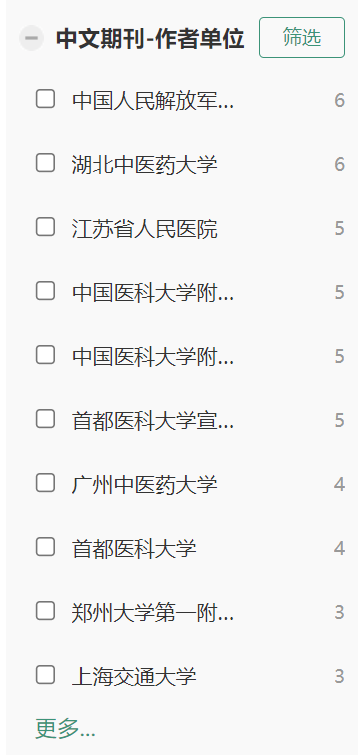 中文期刊-作者单位 筛选
中国人民解放军... 6
湖北中医药大学 6
江苏省人民医院 5
中国医科大学附... 5
中国医科大学附... 5
首都医科大学宣... 5
广州中医药大学 4
首都医科大学 4
郑州大学第一附... 3
上海交通大学 3
更多...